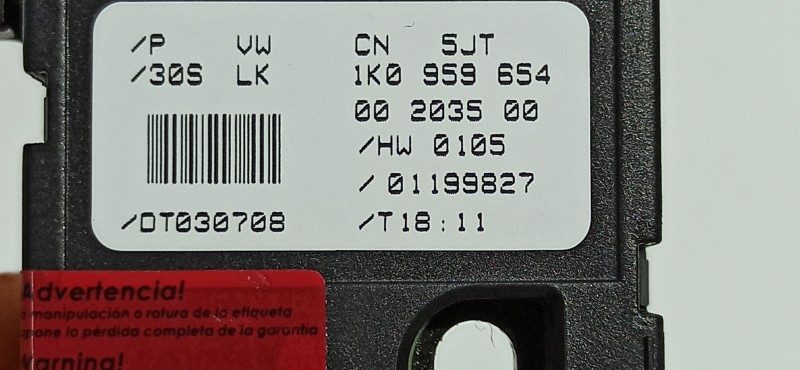 /P VW CN 5JT
/30S LK 1K0 959 654
00 2035 00
/HW 0105
/ 01199827
/DT030708 /T18:11
Advertencia!
manipulación o rotura de la etiqueta
pone la pérdida completa de la garantia
Warning!